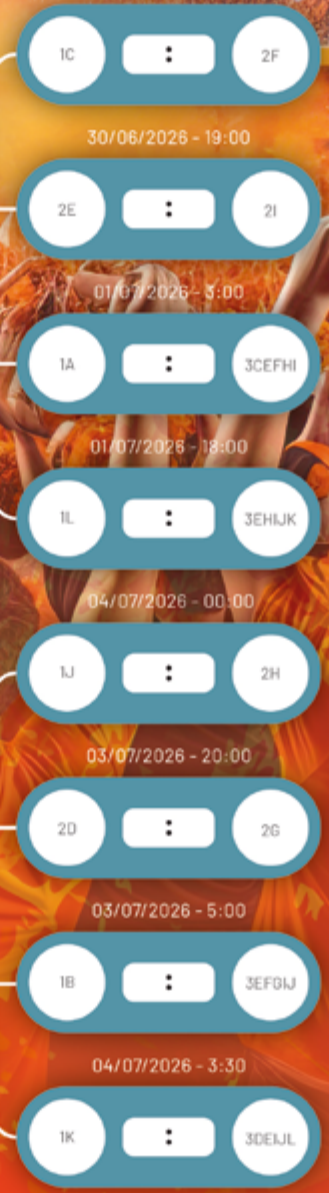 1C : 2F
30/06/2026 - 19:00
2E : 2I
01/07/2026 - 3:00
1A : 3CEFHI
01/07/2026 - 18:00
1L : 3EHIJK
04/07/2026 - 00:00
1J : 2H
03/07/2026 - 20:00
2D : 2G
03/07/2026 - 5:00
1B : 3EFGIJ
04/07/2026 - 3:30
1K : 3DEIJL